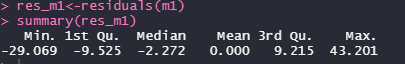 > res_m1<-residuals(m1)
> summary(res_m1)
Min. 1st Qu. Median Mean 3rd Qu. Max.
-29.069 -9.525 -2.272 0.000 9.215 43.201